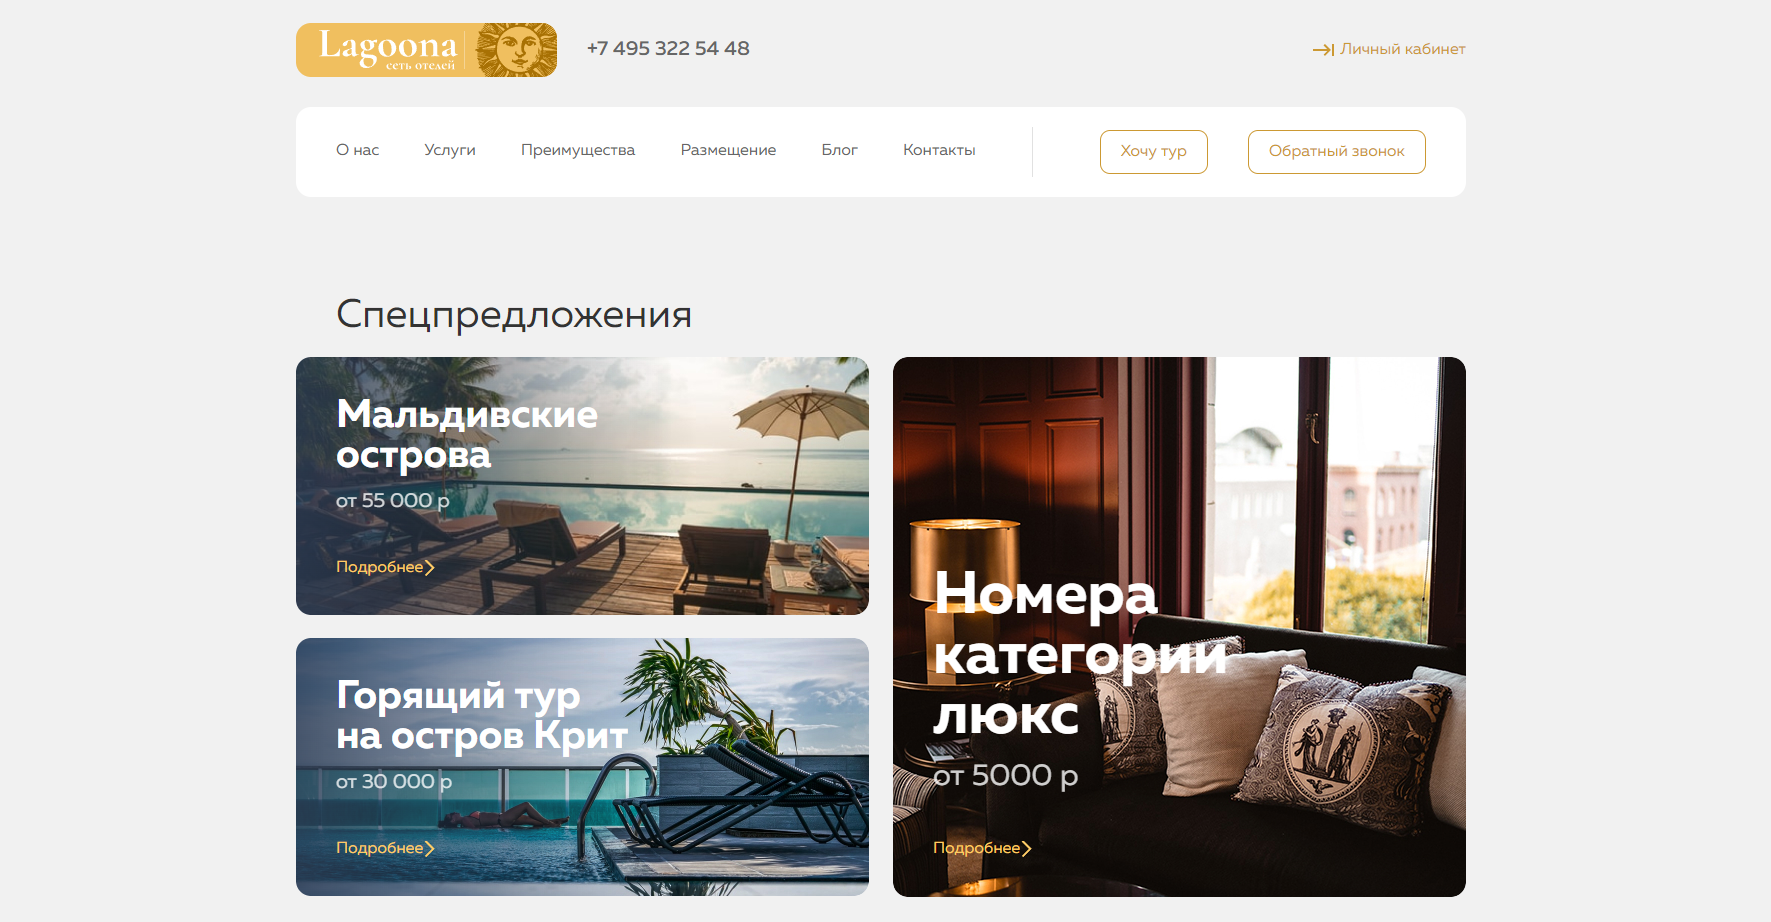 Lagoona
сеть отелей
+7 495 322 54 48
Личный кабинет
О нас
Услуги
Преимущества
Размещение
Блог
Контакты
Хочу тур
Обратный звонок
Спецпредложения
Мальдивские
острова
от 55 000 р
Подробнее
Горящий тур
на остров Крит
от 30 000 р
Подробнее
Номера
категории
люкс
от 5000 р
Подробнее